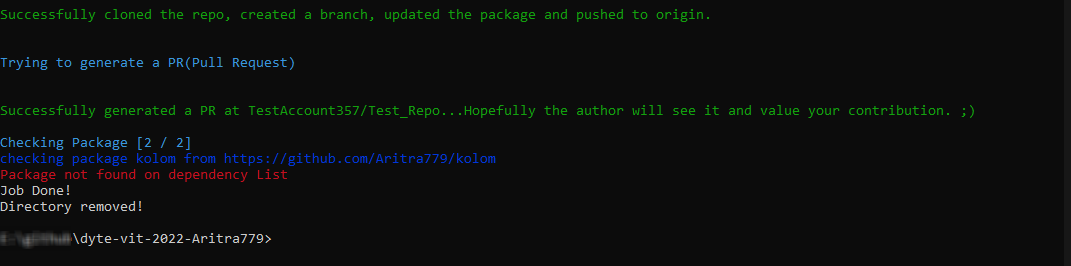 Successfully cloned the repo, created a branch, updated the package and pushed to origin.
Trying to generate a PR(Pull Request)
Successfully generated a PR at TestAccount357/Test_Repo...Hopefully the author will see it and value your contribution. ;)
Checking Package [2 / 2]
checking package kolom from https://github.com/Aritra779/kolom
Package not found on dependency List
Job Done!
Directory removed!
\dyte-vit-2022-Aritra779>